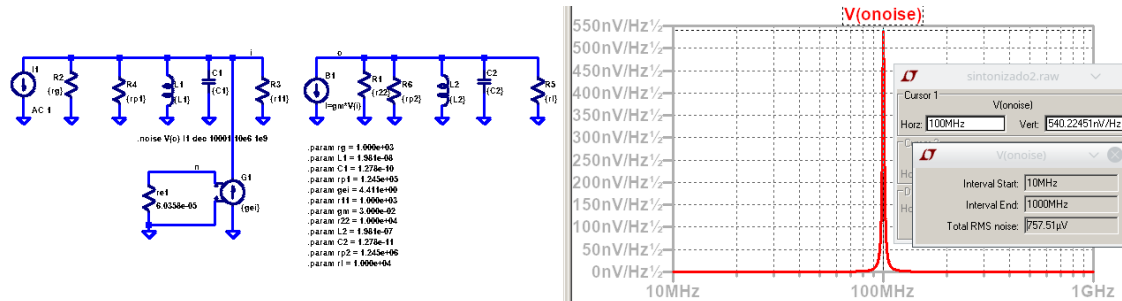 i
o
I1
AC 1
R2
{rg}
R4
{rp1}
L1
{L1}
C1
{C1}
R3
{r11}
B1
I=gm*V(i)
R1
{r22}
R6
{rp2}
L2
{L2}
C2
{C2}
R5
{rl}
.noise V(o) I1 dec 10001 10e6 1e9
n
re1
6.0358e-05
G1
{gei}
.param rg = 1.000e+03
.param L1 = 1.981e-08
.param C1 = 1.278e-10
.param rp1 = 1.245e+05
.param gei = 4.411e+00
.param r11 = 1.000e+03
.param gm = 3.000e-02
.param r22 = 1.000e+04
.param L2 = 1.981e-07
.param C2 = 1.278e-11
.param rp2 = 1.245e+06
.param rl = 1.000e+04
V(onoise)
550nV/Hz½
500nV/Hz½
450nV/Hz½
400nV/Hz½
350nV/Hz½
300nV/Hz½
250nV/Hz½
200nV/Hz½
150nV/Hz½
100nV/Hz½
50nV/Hz½
0nV/Hz½
10MHz
100MHz
1GHz
sintonizado2.raw
Cursor 1
V(onoise)
Horz: 100MHz Vert: 540.22451nV/Hz
V(onoise)
Interval Start: 10MHz
Interval End: 1000MHz
Total RMS noise: 757.51µV